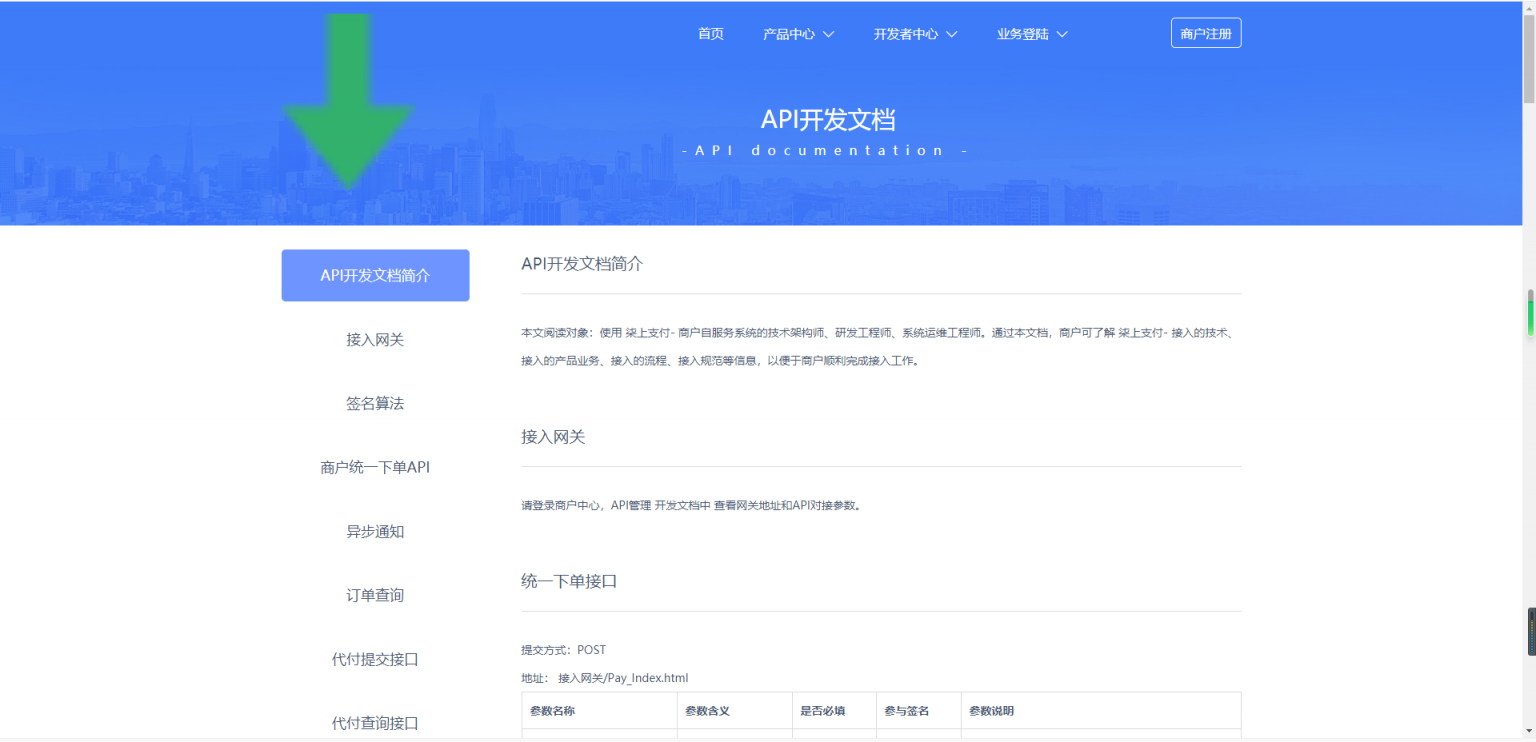 首页
产品中心
开发者中心
业务登陆
商户注册
API开发文档
- API documentation -
API开发文档简介
接入网关
签名算法
商户统一下单API
异步通知
订单查询
代付提交接口
代付查询接口
API开发文档简介
本文阅读对象：使用 柒上支付- 商户自服务系统的技术架构师、研发工程师、系统运维工程师。通过本文档，商户可了解 柒上支付- 接入的技术、
接入的产品业务、接入的流程、接入规范等信息，以便于商户顺利完成接入工作。
接入网关
请登录商户中心，API管理 开发文档中 查看网关地址和API对接参数。
统一下单接口
提交方式：POST
地址： 接入网关/Pay_Index.html
参数名称 参数含义 是否必填 参与签名 参数说明